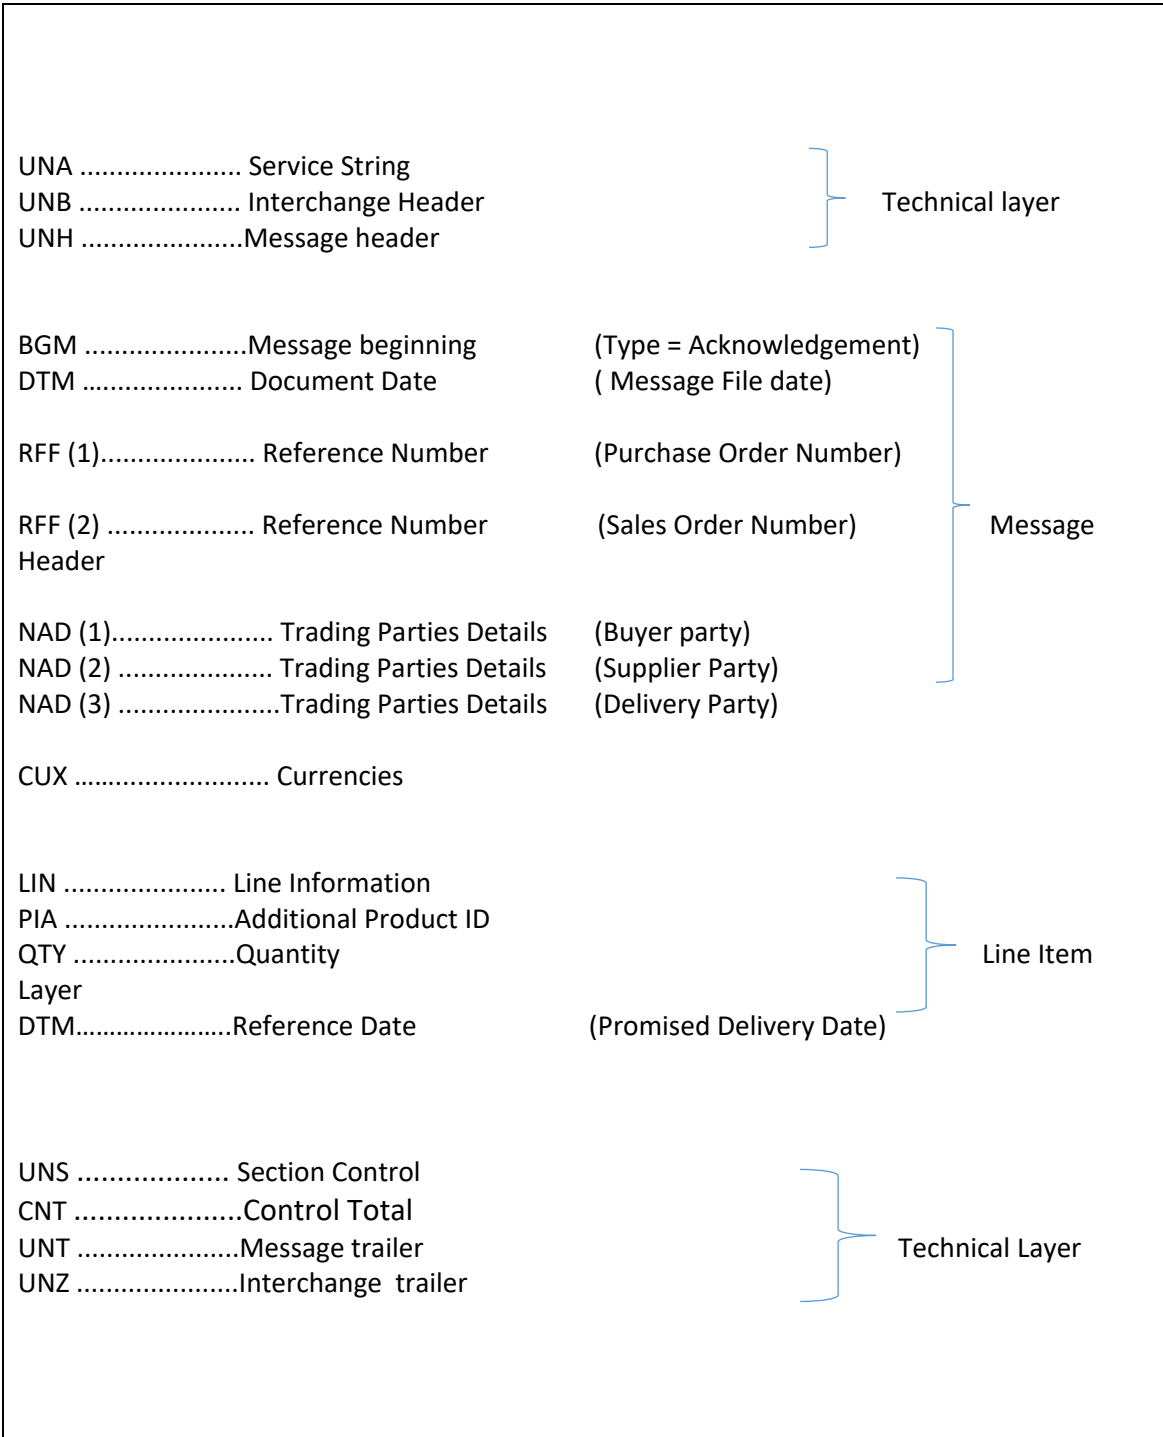 UNA ...................... Service String
UNB ...................... Interchange Header Technical layer
UNH ......................Message header
BGM ......................Message beginning (Type = Acknowledgement)
DTM …................... Document Date ( Message File date)
RFF (1)..................... Reference Number (Purchase Order Number)
RFF (2) .................... Reference Number (Sales Order Number) Message
Header
NAD (1)...................... Trading Parties Details (Buyer party)
NAD (2) ..................... Trading Parties Details (Supplier Party)
NAD (3) ......................Trading Parties Details (Delivery Party)
CUX ……..................... Currencies
LIN ...................... Line Information
PIA .......................Additional Product ID
QTY ......................Quantity Line Item
Layer
DTM…………………..Reference Date (Promised Delivery Date)
UNS .................... Section Control
CNT ......................Control Total
UNT ......................Message trailer Technical Layer
UNZ ......................Interchange trailer